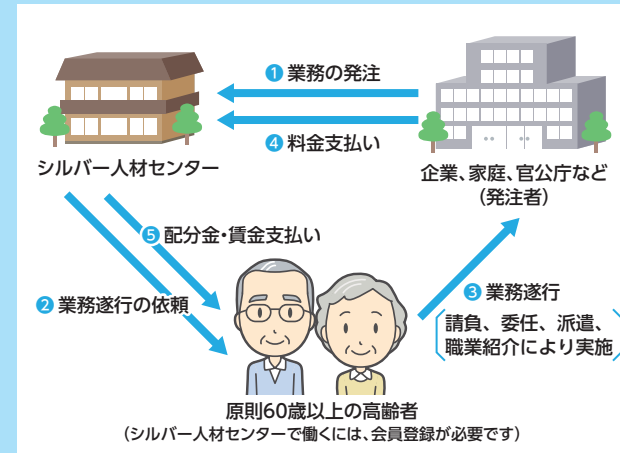 ❶ 業務の発注
❹ 料金支払い
シルバー人材センター
企業、家庭、官公庁など
(発注者)
❺ 配分金・賃金支払い
❷ 業務遂行の依頼
❸ 業務遂行
請負、委任、派遣、
職業紹介により実施
原則60歳以上の高齢者
(シルバー人材センターで働くには、会員登録が必要です)